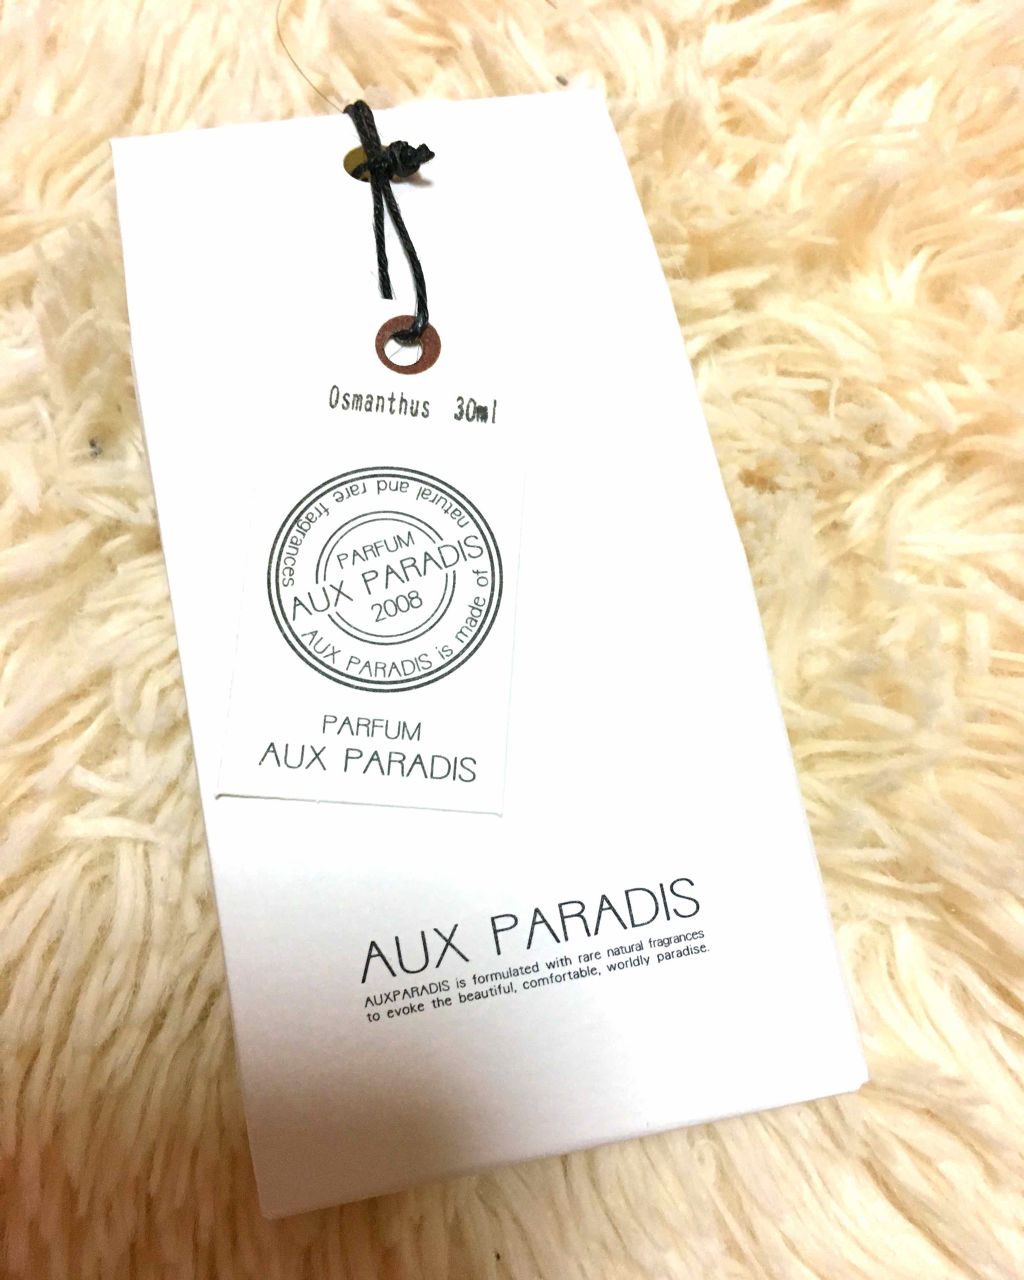 Osmanthus 30ml
PARFUM
AUX PARADIS
2008
AUX PARADIS is made of natural and rare fragrances
PARFUM
AUX PARADIS
AUX PARADIS
AUXPARADIS is formulated with rare natural fragrances
to evoke the beautiful, comfortable, worldly paradise.